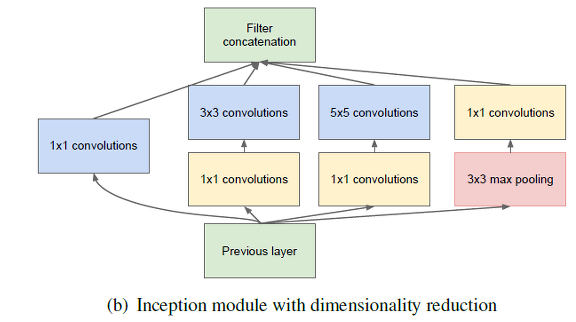 Filter
concatenation
3x3 convolutions
5x5 convolutions
1x1 convolutions
1x1 convolutions
1x1 convolutions
1x1 convolutions
3x3 max pooling
Previous layer
(b) Inception module with dimensionality reduction